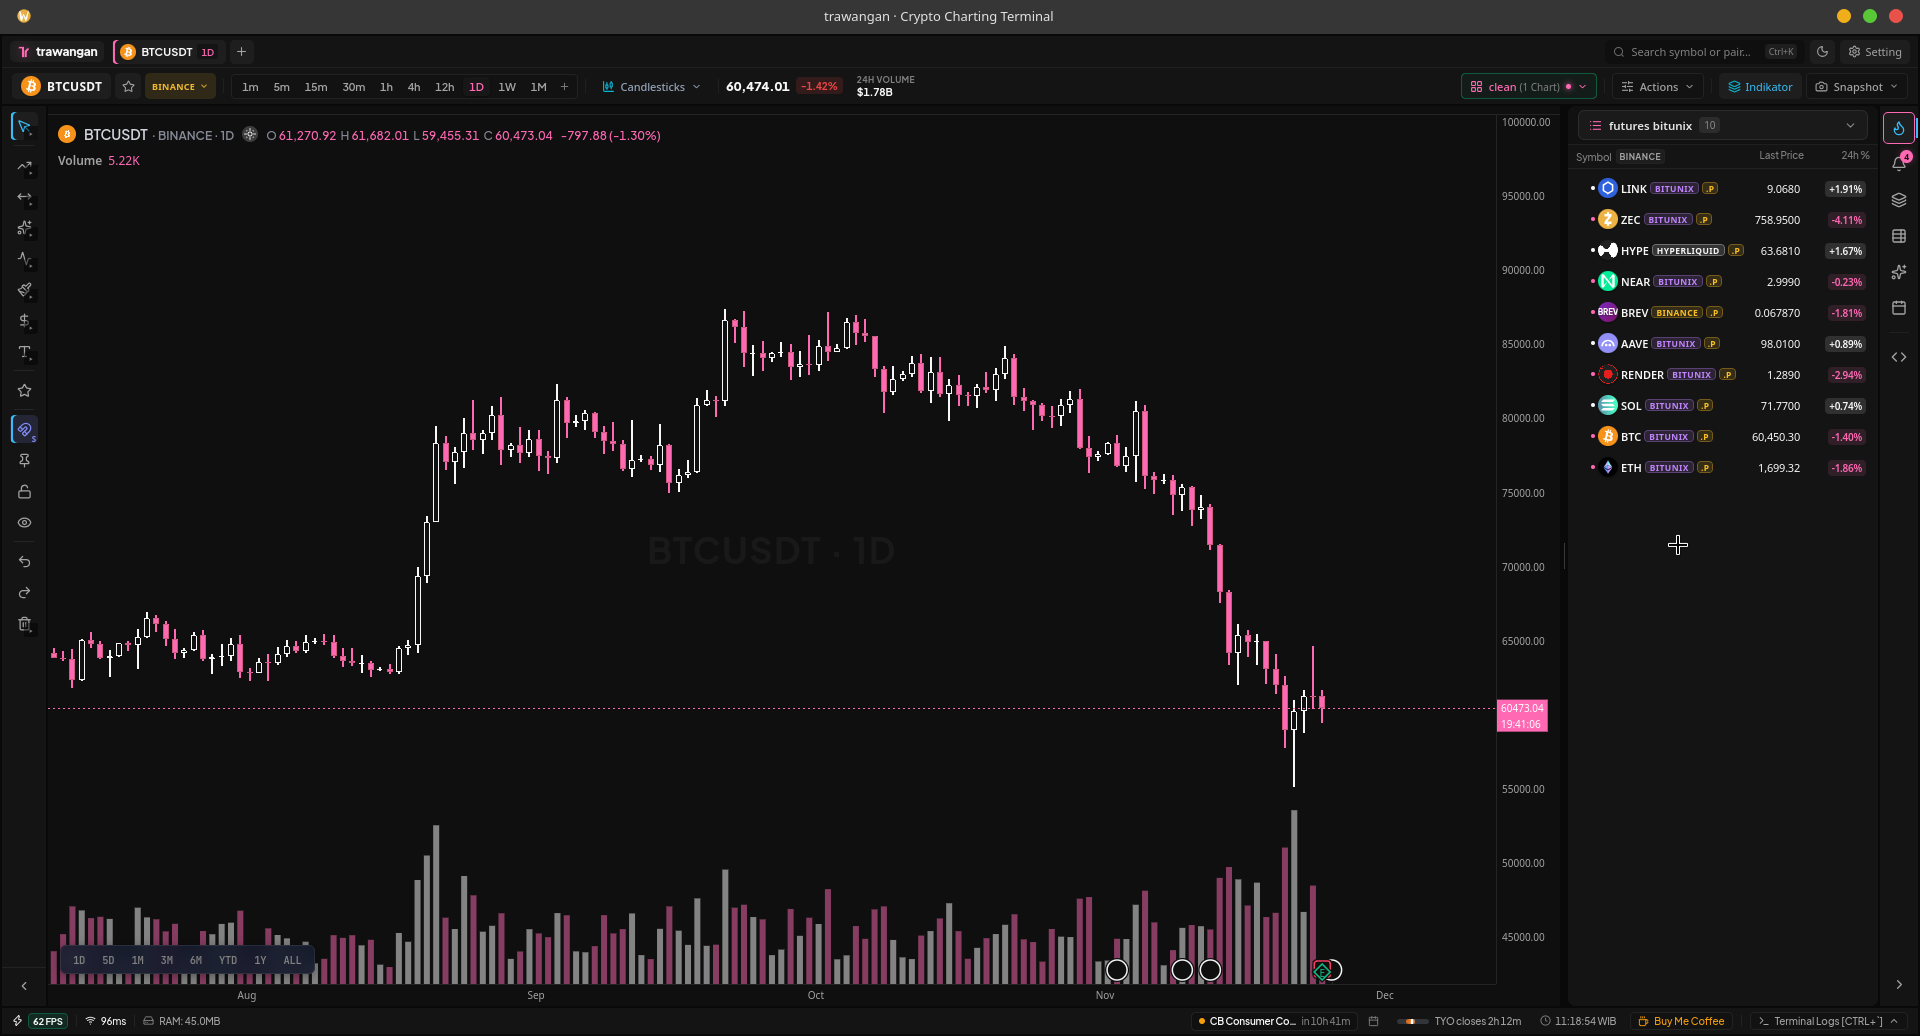 trawangan · Crypto Charting Terminal
trawangan
BTCUSDT 1D
Search symbol or pair... Ctrl+K
Setting
BTCUSDT
BINANCE
1m 5m 15m 30m 1h 4h 12h 1D 1W 1M
Candlesticks
60,474.01 -1.42%
24H VOLUME
$1.78B
clean (1 Chart)
Actions
Indikator
Snapshot
BTCUSDT · BINANCE · 1D O 61,270.92 H 61,682.01 L 59,455.31 C 60,473.04 -797.88 (-1.30%)
Volume 5.22K
BTCUSDT · 1D
100000.00
95000.00
90000.00
85000.00
80000.00
75000.00
70000.00
65000.00
60473.04
19:41:06
55000.00
50000.00
45000.00
1D 5D 1M 3M 6M YTD 1Y ALL
Aug Sep Oct Nov Dec
futures bitunix 10
Symbol BINANCE Last Price 24h %
LINK BITUNIX .P 9.0680 +1.91%
ZEC BITUNIX .P 758.9500 -4.11%
HYPE HYPERLIQUID .P 63.6810 +1.67%
NEAR BITUNIX .P 2.9990 -0.23%
BREV BREV BINANCE .P 0.067870 -1.81%
AAVE BITUNIX .P 98.0100 +0.89%
RENDER BITUNIX .P 1.2890 -2.94%
SOL BITUNIX .P 71.7700 +0.74%
BTC BITUNIX .P 60,450.30 -1.40%
ETH BITUNIX .P 1,699.32 -1.86%
4
62 FPS 96ms RAM: 45.0MB
CB Consumer Co... in 10h 41m
TYO closes 2h 12m
11:18:54 WIB
Buy Me Coffee
Terminal Logs [CTRL+`]